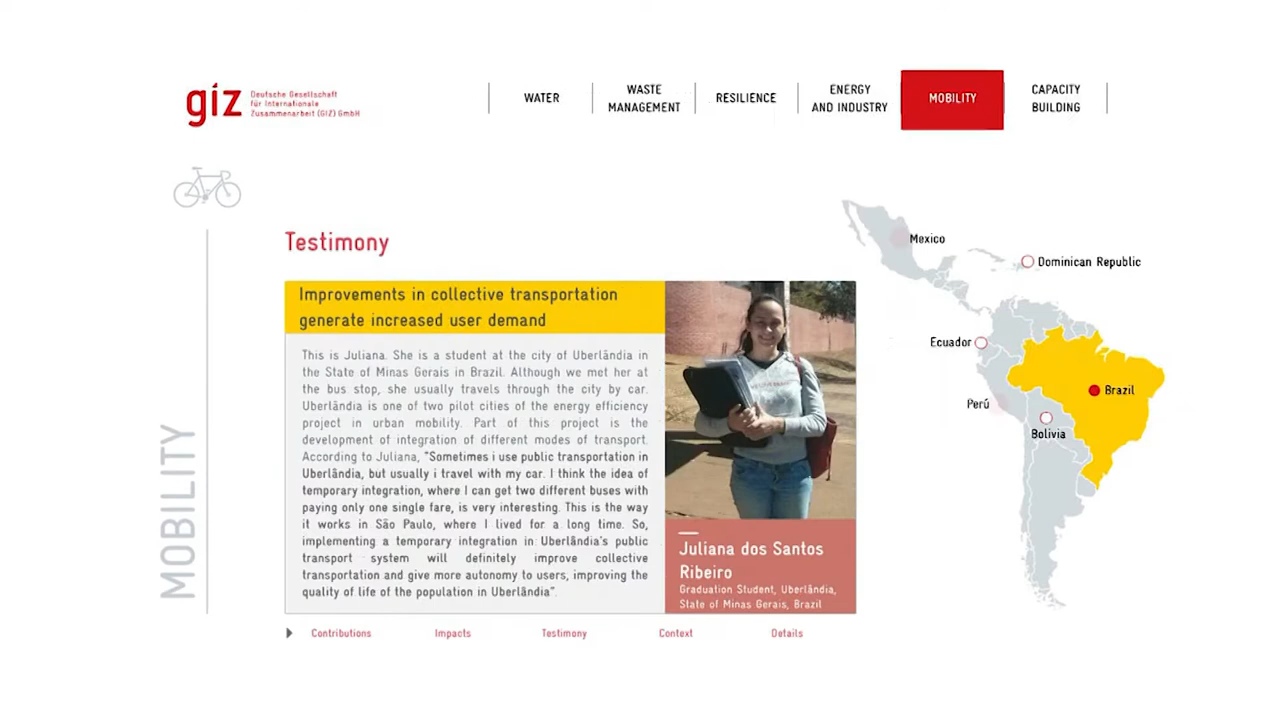 giz
Deutsche Gesellschaft
für Internationale
Zusammenarbeit (GIZ) GmbH
WATER
WASTE
MANAGEMENT
RESILIENCE
ENERGY
AND INDUSTRY
MOBILITY
CAPACITY
BUILDING
MOBILITY
Testimony
Improvements in collective transportation
generate increased user demand
This is Juliana. She is a student at the city of Uberlândia in
the State of Minas Gerais in Brazil. Although we met her at
the bus stop, she usually travels through the city by car.
Uberlândia is one of two pilot cities of the energy efficiency
project in urban mobility. Part of this project is the
development of integration of different modes of transport.
According to Juliana, "Sometimes i use public transportation in
Uberlândia, but usually i travel with my car. I think the idea of
temporary integration, where I can get two different buses with
paying only one single fare, is very interesting. This is the way
it works in São Paulo, where I lived for a long time. So,
implementing a temporary integration in Uberlândia's public
transport system will definitely improve collective
transportation and give more autonomy to users, improving the
quality of life of the population in Uberlândia".
Juliana dos Santos
Ribeiro
Graduation Student, Uberlândia,
State of Minas Gerais, Brazil
Mexico
Dominican Republic
Ecuador
Brazil
Perú
Bolivia
Contributions
Impacts
Testimony
Context
Details